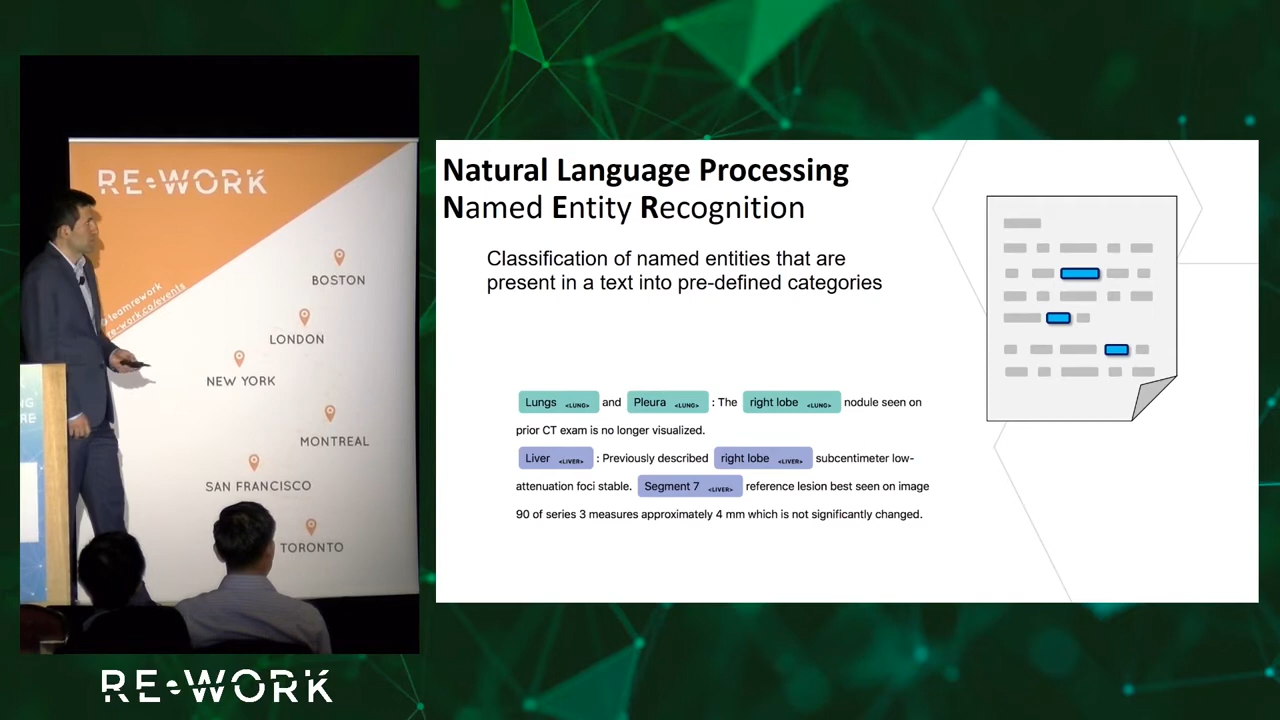 RE•WORK
@teamrework
re-work.co/events
BOSTON
LONDON
NEW YORK
MONTREAL
SAN FRANCISCO
TORONTO
NG
RE
RE•WORK
Natural Language Processing
Named Entity Recognition
Classification of named entities that are
present in a text into pre-defined categories
Lungs <LUNG> and Pleura <LUNG> : The right lobe <LUNG> nodule seen on
prior CT exam is no longer visualized.
Liver <LIVER> : Previously described right lobe <LIVER> subcentimeter low-
attenuation foci stable. Segment 7 <LIVER> reference lesion best seen on image
90 of series 3 measures approximately 4 mm which is not significantly changed.